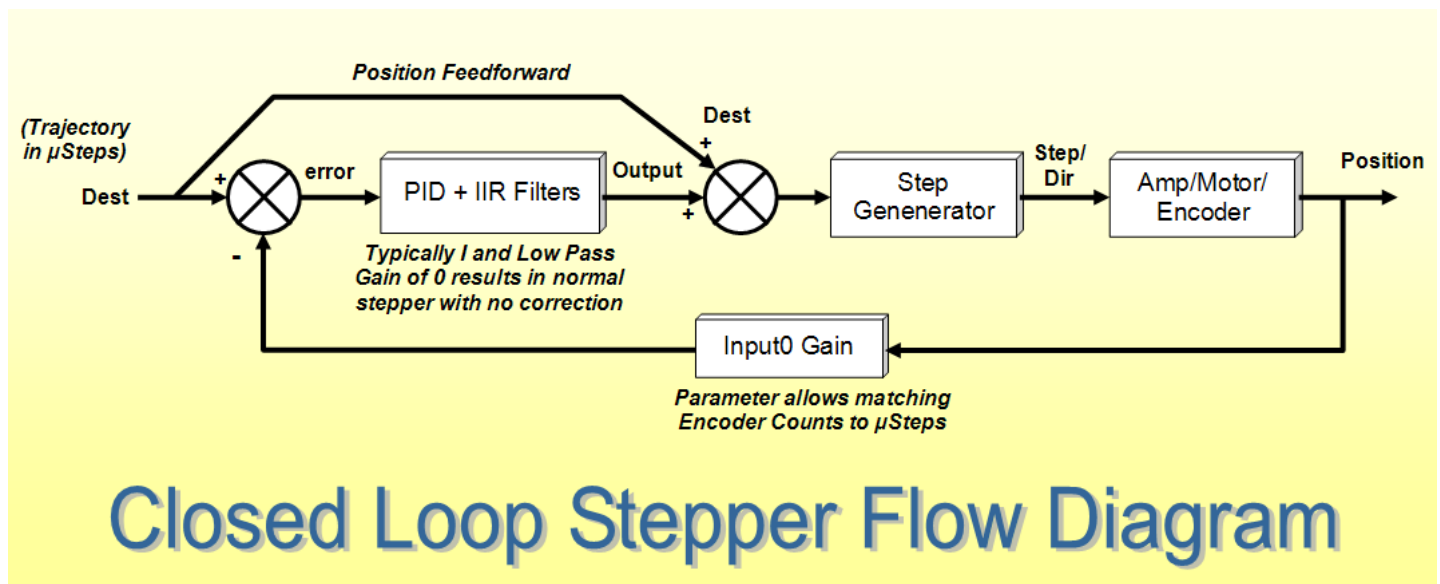 Position Feedforward
(Trajectory
in µSteps)
Dest
+
-
error
PID + IIR Filters
Typically I and Low Pass
Gain of 0 results in normal
stepper with no correction
Output
Dest
+
+
Step
Genenerator
Step/
Dir
Amp/Motor/
Encoder
Position
Input0 Gain
Parameter allows matching
Encoder Counts to µSteps
Closed Loop Stepper Flow Diagram